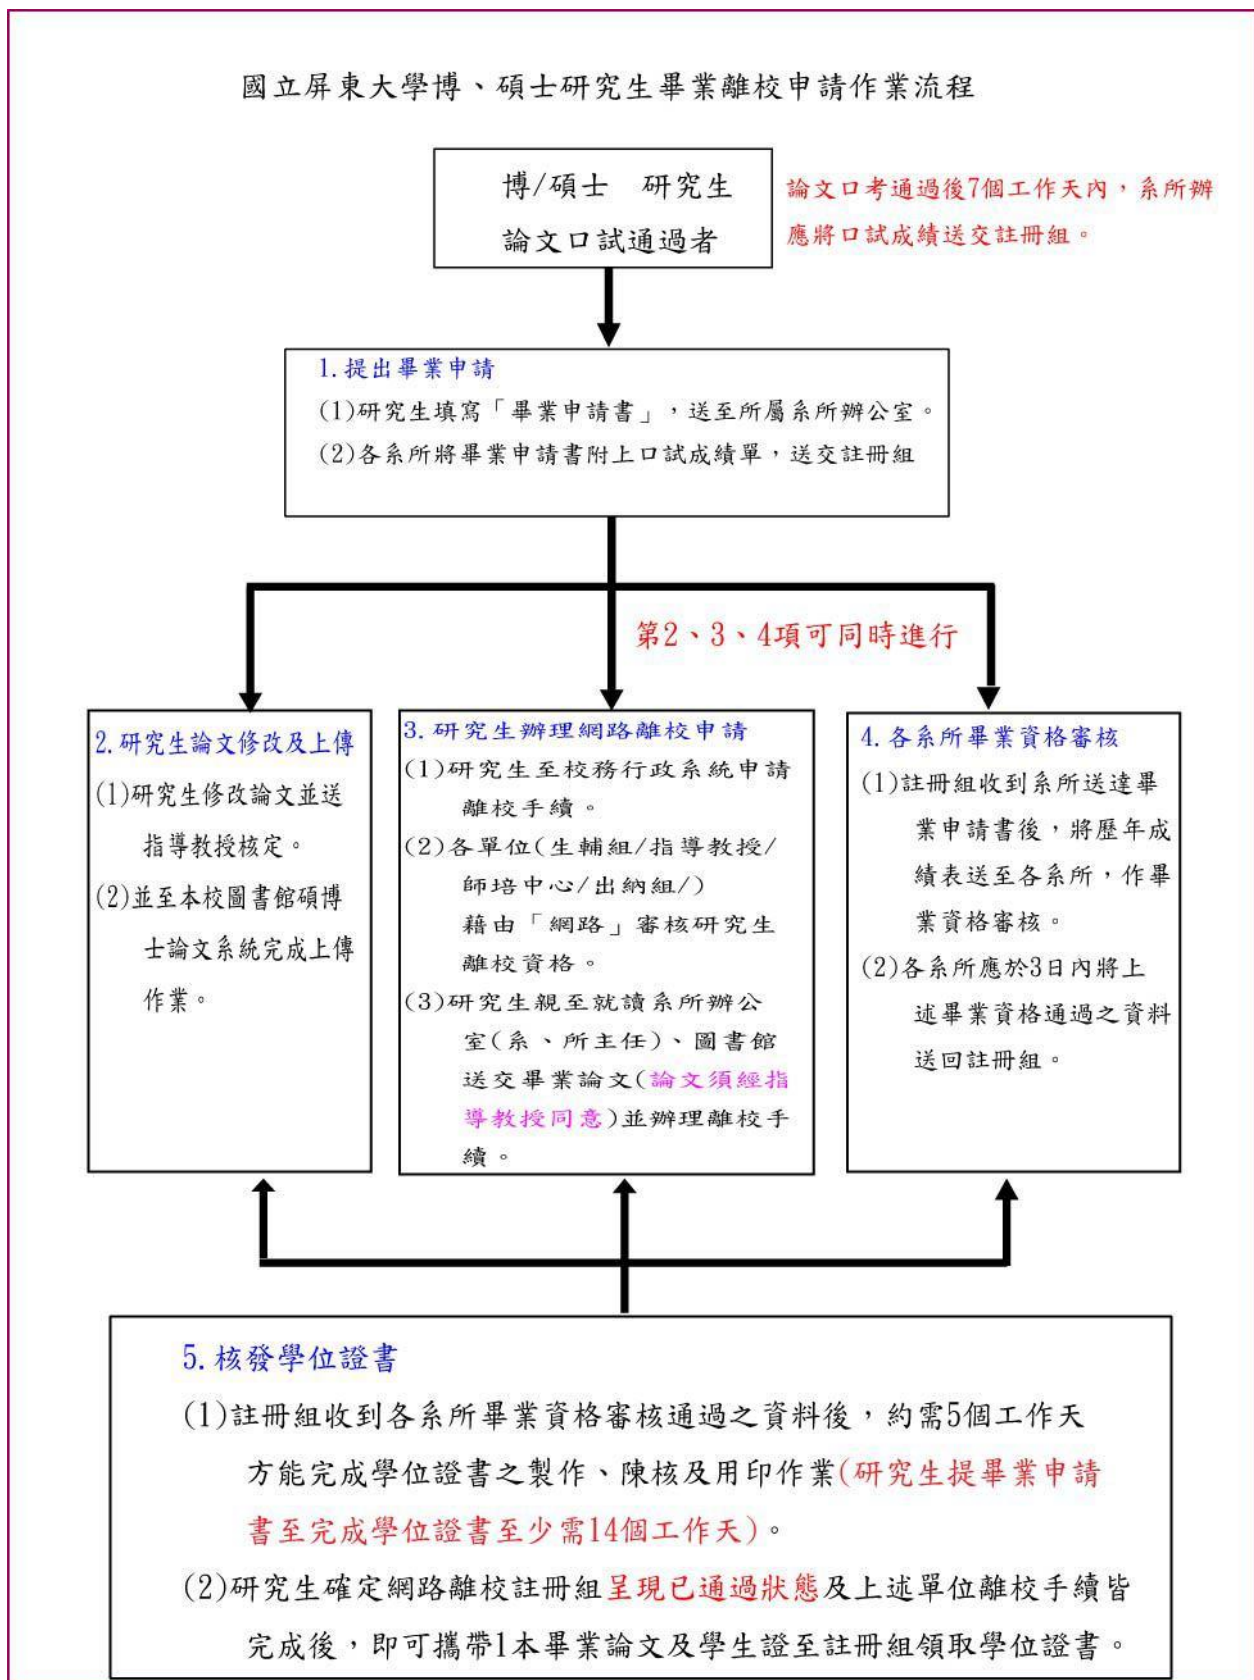 國立屏東大學博、碩士研究生畢業離校申請作業流程
博/碩士 研究生
論文口試通過者
論文口考通過後7個工作天內，系所辦
應將口試成績送交註冊組。
1.提出畢業申請
(1)研究生填寫「畢業申請書」，送至所屬系所辦公室。
(2)各系所將畢業申請書附上口試成績單，送交註冊組
第2、3、4項可同時進行
2.研究生論文修改及上傳
(1)研究生修改論文並送
指導教授核定。
(2)並至本校圖書館碩博
士論文系統完成上傳
作業。
3.研究生辦理網路離校申請
(1)研究生至校務行政系統申請
離校手續。
(2)各單位(生輔組/指導教授/
師培中心/出納組/)
藉由「網路」審核研究生
離校資格。
(3)研究生親至就讀系所辦公
室(系、所主任)、圖書館
送交畢業論文(論文須經指
導教授同意)並辦理離校手
續。
4.各系所畢業資格審核
(1)註冊組收到系所送達畢
業申請書後，將歷年成
績表送至各系所，作畢
業資格審核。
(2)各系所應於3日內將上
述畢業資格通過之資料
送回註冊組。
5.核發學位證書
(1)註冊組收到各系所畢業資格審核通過之資料後，約需5個工作天
方能完成學位證書之製作、陳核及用印作業(研究生提畢業申請
書至完成學位證書至少需14個工作天)。
(2)研究生確定網路離校註冊組呈現已通過狀態及上述單位離校手續皆
完成後，即可攜帶1本畢業論文及學生證至註冊組領取學位證書。